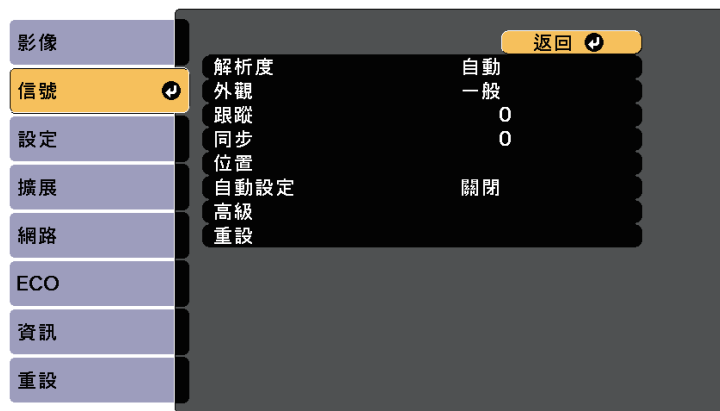 影像
信號
設定
擴展
網路
ECO
資訊
重設
返回
解析度 自動
外觀 一般
跟蹤 0
同步 0
位置
自動設定 關閉
高級
重設